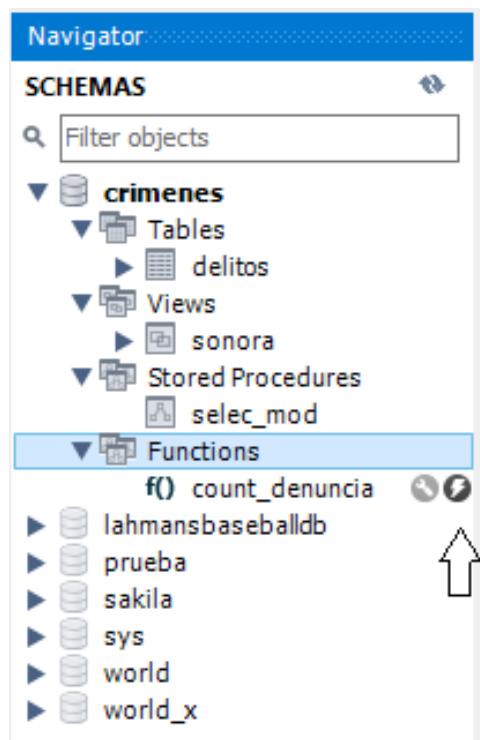 Navigator
SCHEMAS
Filter objects
crimenes
Tables
delitos
Views
sonora
Stored Procedures
selec_mod
Functions
f() count_denuncia
lahmansbaseballdb
prueba
sakila
sys
world
world_x